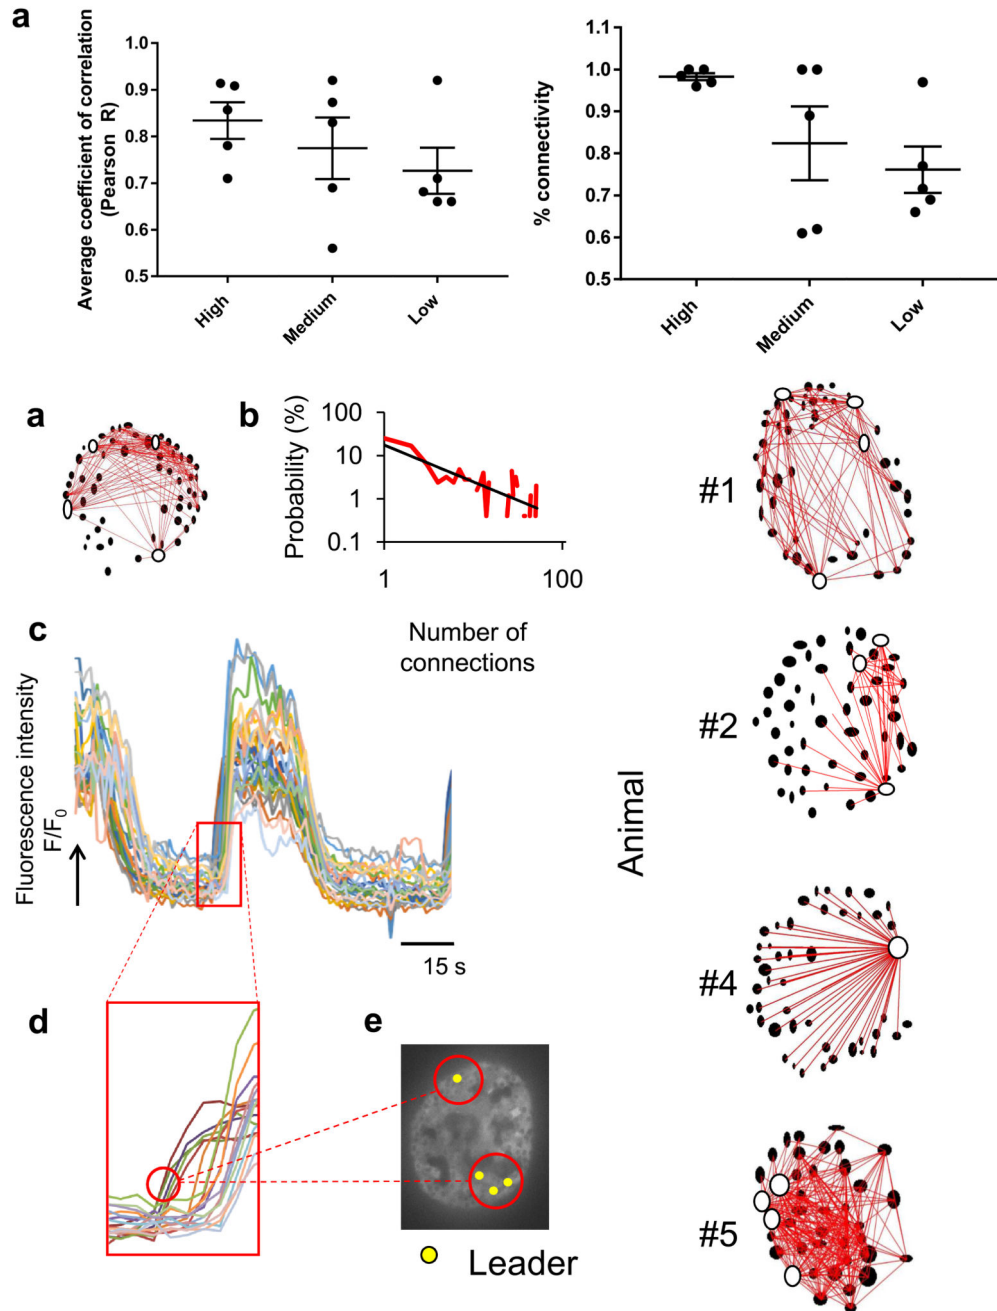 a
Average coefficient of correlation
(Pearson R)
1.0
0.9
0.8
0.7
0.6
0.5
High
Medium
Low
% connectivity
1.1
1.0
0.9
0.8
0.7
0.6
0.5
High
Medium
Low
a
b
Probability (%)
100
10
1
0.1
1
100
Number of
connections
c
Fluorescence intensity
F/F0
15 s
d
e
Leader
Animal
#1
#2
#4
#5